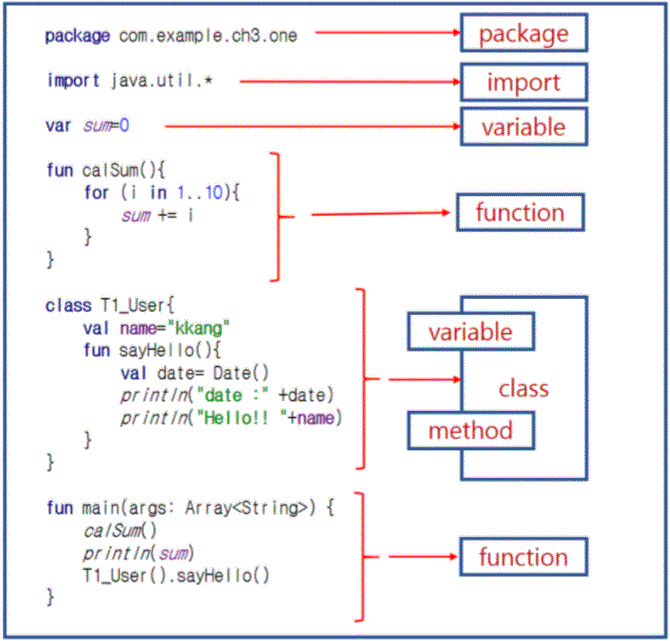 package com.example.ch3.one
package
import java.util.*
import
var sum=0
variable
fun calSum(){
for (i in 1..10){
sum += i
}
}
function
class T1_User{
val name="kkang"
fun sayHello(){
val date= Date()
println("date :" +date)
println("Hello!! "+name)
}
}
variable
class
method
fun main(args: Array<String>) {
calSum()
println(sum)
T1_User().sayHello()
}
function